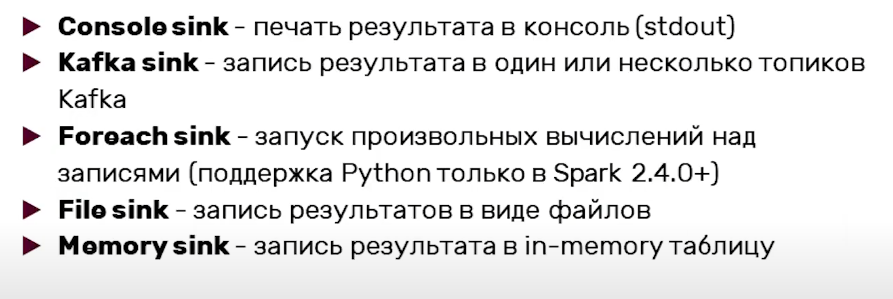 ► Console sink - печать результата в консоль (stdout)
► Kafka sink - запись результата в один или несколько топиков
Kafka
► Foreach sink - запуск произвольных вычислений над
записями (поддержка Python только в Spark 2.4.0+)
► File sink - запись результатов в виде файлов
► Memory sink - запись результата в in-memory таблицу